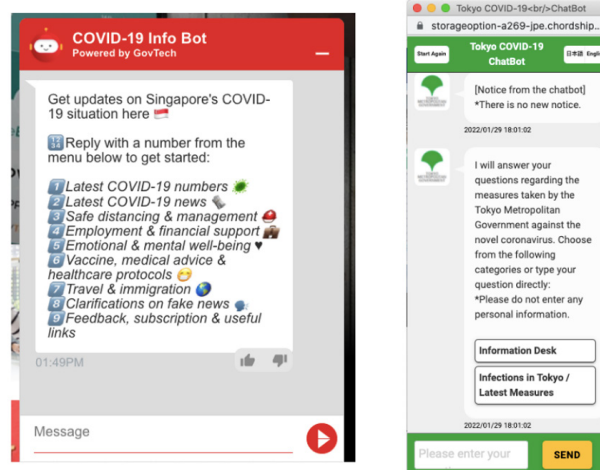 COVID-19 Info Bot
Powered by GovTech
Get updates on Singapore's COVID-
19 situation here
Reply with a number from the
menu below to get started:
1 Latest COVID-19 numbers
2 Latest COVID-19 news
3 Safe distancing & management
4 Employment & financial support
5 Emotional & mental well-being ♥
6 Vaccine, medical advice &
healthcare protocols
7 Travel & immigration
8 Clarifications on fake news
9 Feedback, subscription & useful
links
01:49PM
Message
Tokyo COVID-19<br/>ChatBot
storageoption-a269-jpe.chordship...
Start Again
Tokyo COVID-19
ChatBot
日本語 Engli
[Notice from the chatbot]
*There is no new notice.
2022/01/29 18:01:02
I will answer your
questions regarding the
measures taken by the
Tokyo Metropolitan
Government against the
novel coronavirus. Choose
from the following
categories or type your
question directly:
*Please do not enter any
personal information.
Information Desk
Infections in Tokyo /
Latest Measures
2022/01/29 18:01:02
Please enter your
SEND